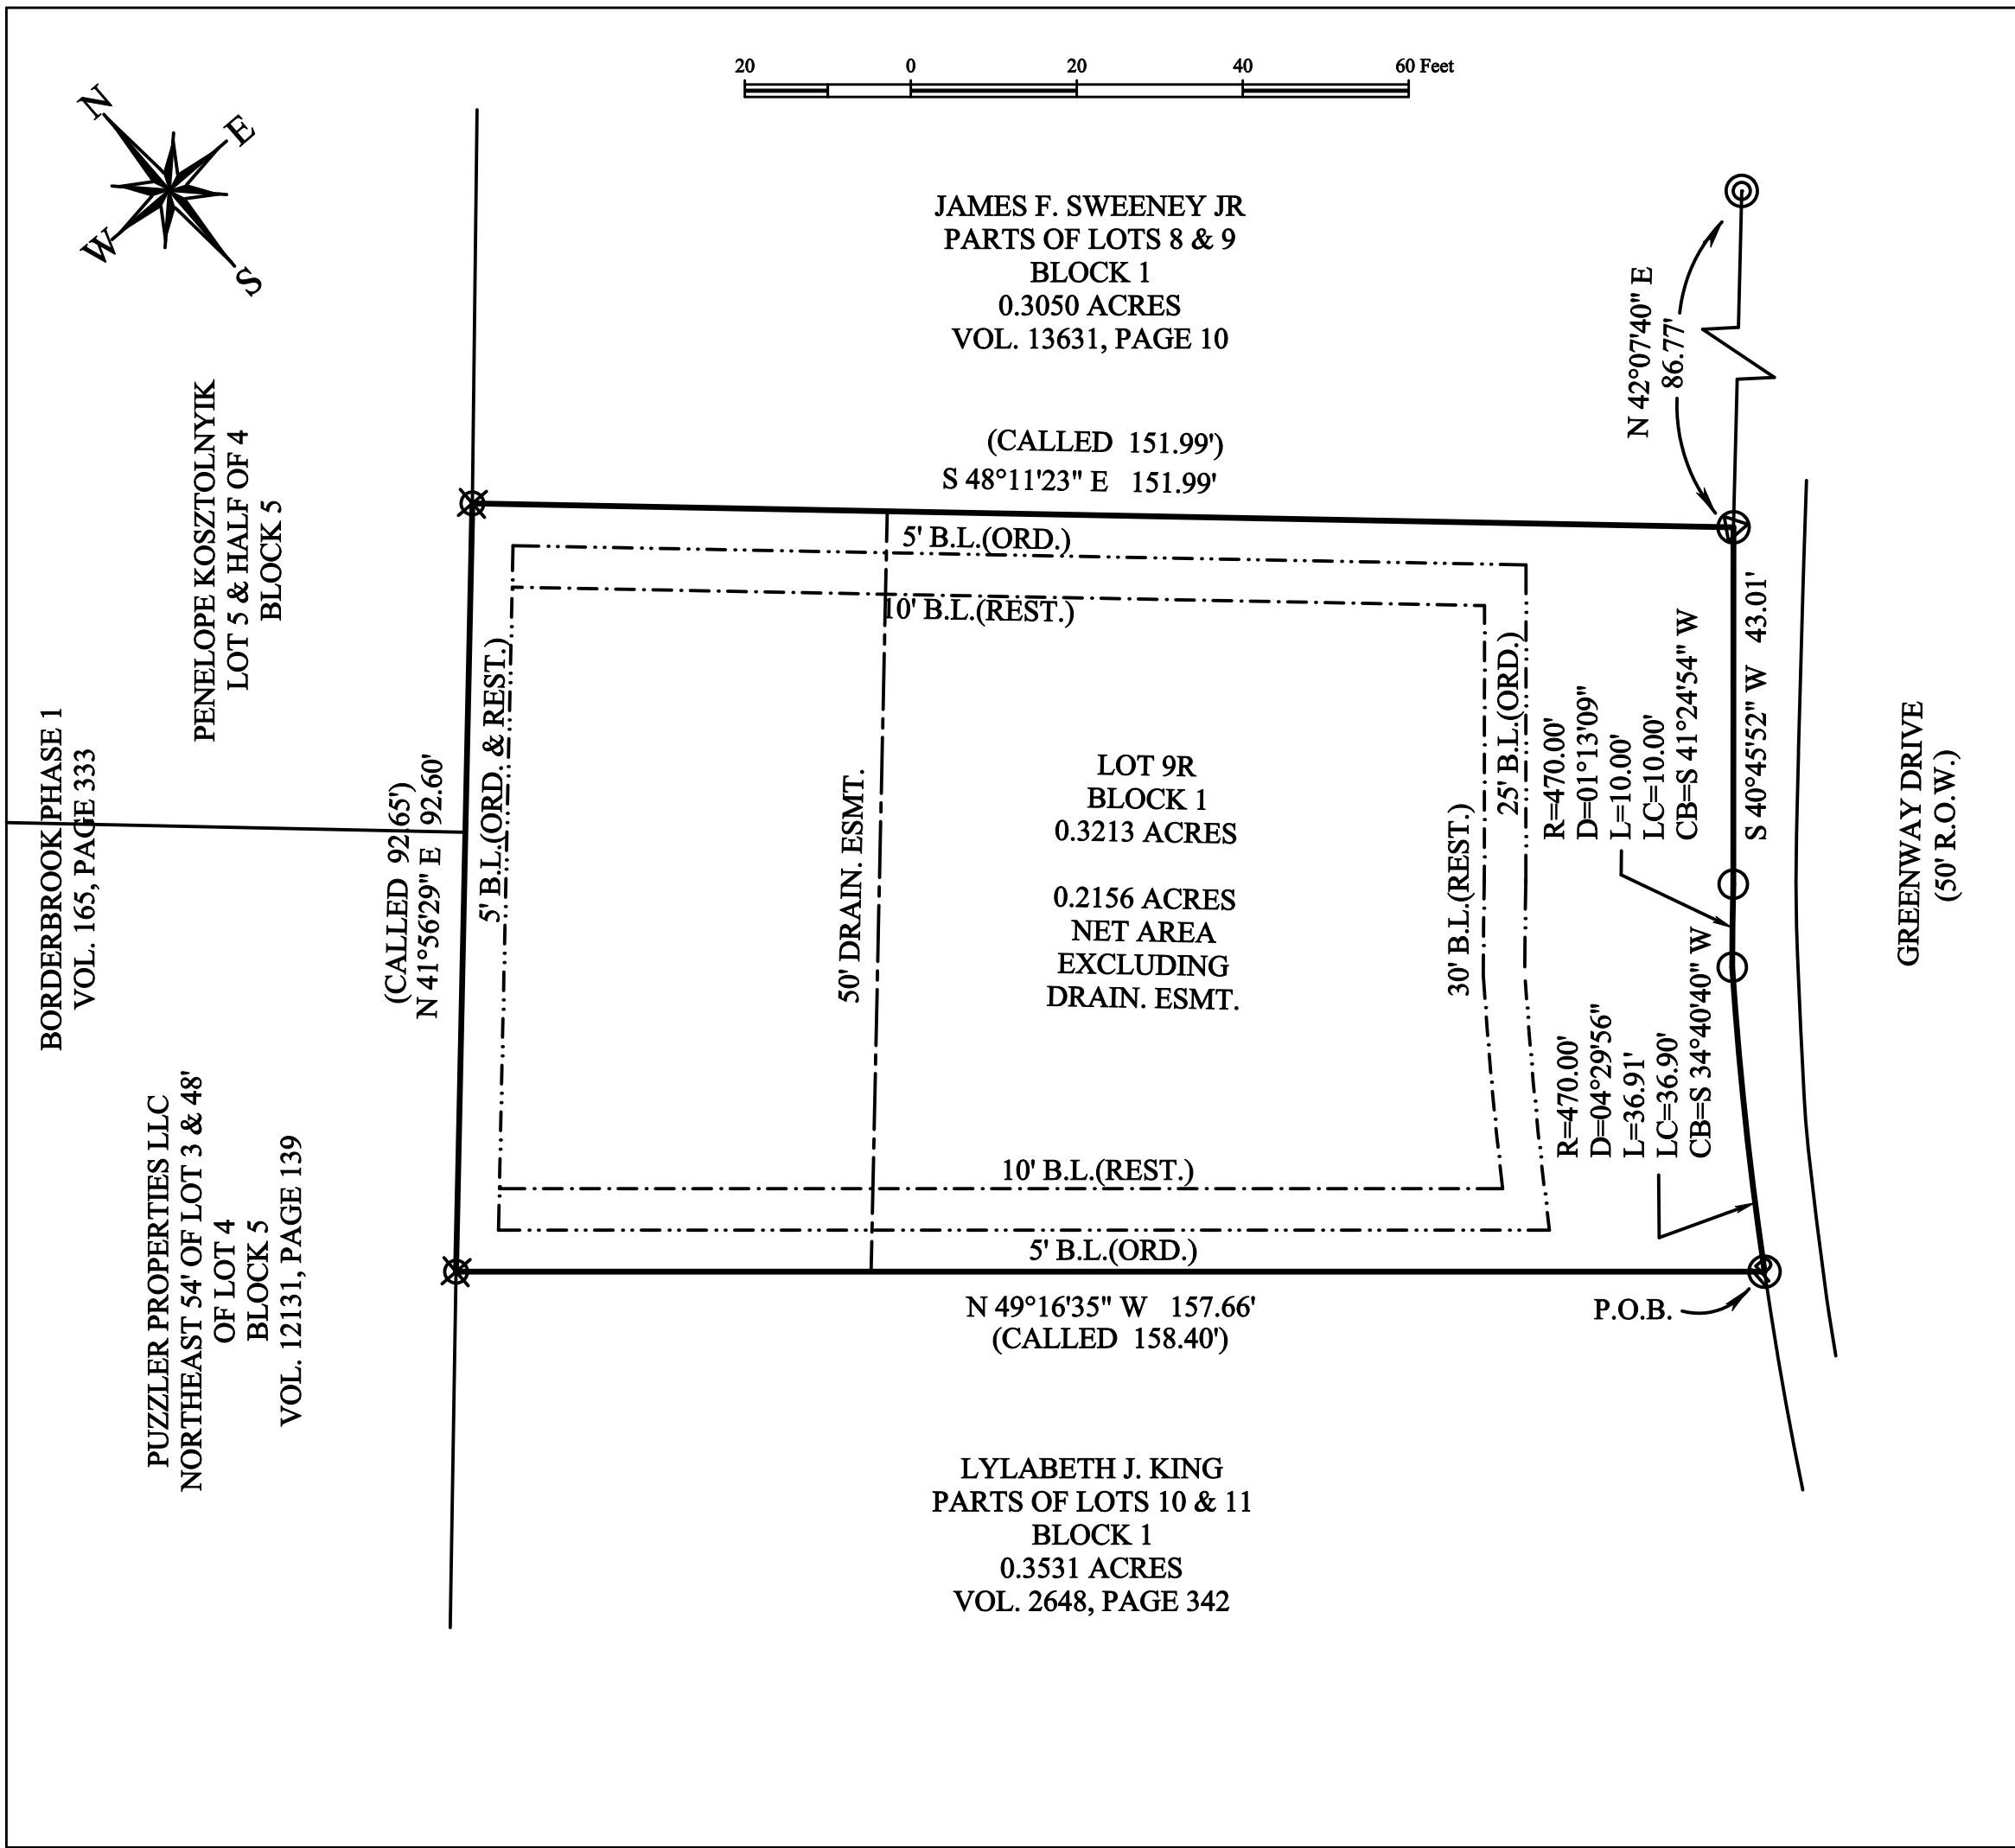 20 0 20 40 60 Feet
N
E
W
S
JAMES F. SWEENEY JR
PARTS OF LOTS 8 & 9
BLOCK 1
0.3050 ACRES
VOL. 13631, PAGE 10
N 42°07'40" E
86.77'
(CALLED 151.99')
S 48°11'23" E 151.99'
PENELOPE KOSZTOLNYIK
LOT 5 & HALF OF 4
BLOCK 5
5' B.L.(ORD.)
10' B.L.(REST.)
5' B.L.(ORD. & REST.)
(CALLED 92.65')
N 41°56'29" E 92.60'
50' DRAIN. ESMT.
LOT 9R
BLOCK 1
0.3213 ACRES
0.2156 ACRES
NET AREA
EXCLUDING
DRAIN. ESMT.
30' B.L.(REST.)
25' B.L.(ORD.)
R=470.00'
D=01°13'09"
L=10.00'
LC=10.00'
CB=S 41°24'54" W
S 40°45'52" W 43.01'
GREENWAY DRIVE
(50' R.O.W.)
BORDERBROOK PHASE 1
VOL. 165, PAGE 333
R=470.00'
D=04°29'56"
L=36.91'
LC=36.90'
CB=S 34°40'40" W
PUZZLER PROPERTIES LLC
NORTHEAST 54' OF LOT 3 & 48'
OF LOT 4
BLOCK 5
VOL. 12131, PAGE 139
10' B.L.(REST.)
5' B.L.(ORD.)
N 49°16'35" W 157.66'
(CALLED 158.40')
P.O.B.
LYLABETH J. KING
PARTS OF LOTS 10 & 11
BLOCK 1
0.3531 ACRES
VOL. 2648, PAGE 342